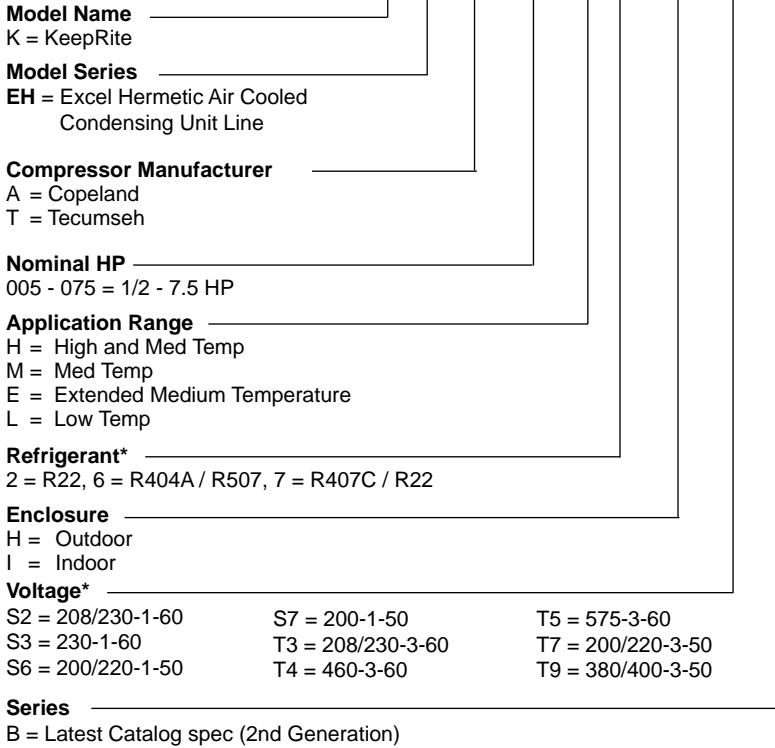 Model Name
K = KeepRite
Model Series
EH = Excel Hermetic Air Cooled
Condensing Unit Line
Compressor Manufacturer
A = Copeland
T = Tecumseh
Nominal HP
005 - 075 = 1/2 - 7.5 HP
Application Range
H = High and Med Temp
M = Med Temp
E = Extended Medium Temperature
L = Low Temp
Refrigerant*
2 = R22, 6 = R404A / R507, 7 = R407C / R22
Enclosure
H = Outdoor
I = Indoor
Voltage*
S2 = 208/230-1-60
S3 = 230-1-60
S6 = 200/220-1-50
S7 = 200-1-50
T3 = 208/230-3-60
T4 = 460-3-60
T5 = 575-3-60
T7 = 200/220-3-50
T9 = 380/400-3-50
Series
B = Latest Catalog spec (2nd Generation)